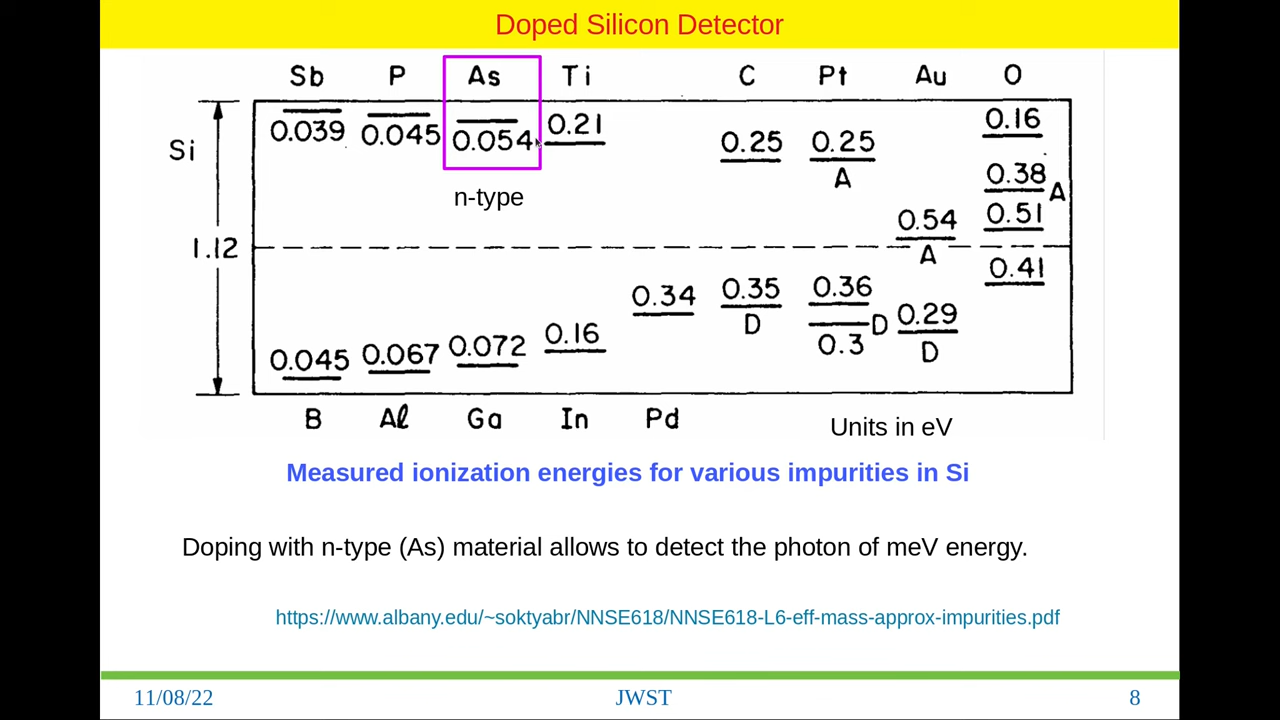 Doped Silicon Detector
Sb P As Ti C Pt Au O
0.039 0.045 0.054 0.21 0.25 0.25 0.16
Si
A 0.38 A
n-type
0.54 0.51
1.12
A
0.41
0.34 0.35 0.36
D D 0.29
0.16
0.3
0.045 0.067 0.072 D
B Al Ga In Pd
Units in eV
Measured ionization energies for various impurities in Si
Doping with n-type (As) material allows to detect the photon of meV energy.
https://www.albany.edu/~soktyabr/NNSE618/NNSE618-L6-eff-mass-approx-impurities.pdf
11/08/22 JWST 8